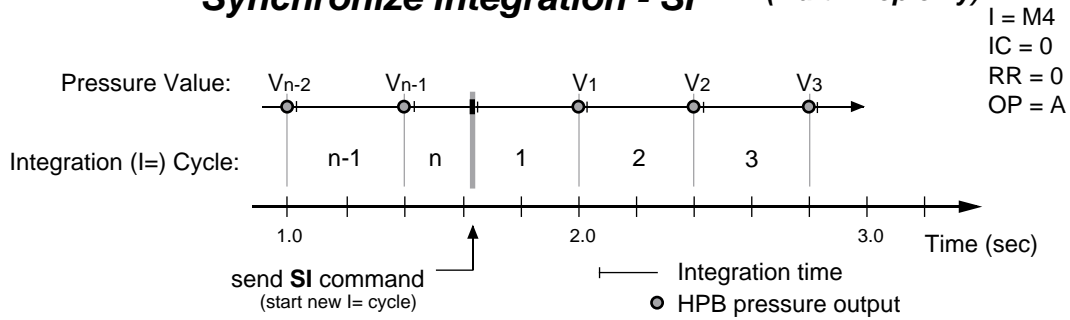 Synchronize Integration - SI
I = M4
IC = 0
RR = 0
OP = A
Pressure Value: Vn-2 Vn-1 V1 V2 V3
Integration (I=) Cycle: n-1 n 1 2 3
1.0 2.0 3.0
Time (sec)
send SI command
(start new I= cycle)
Integration time
HPB pressure output